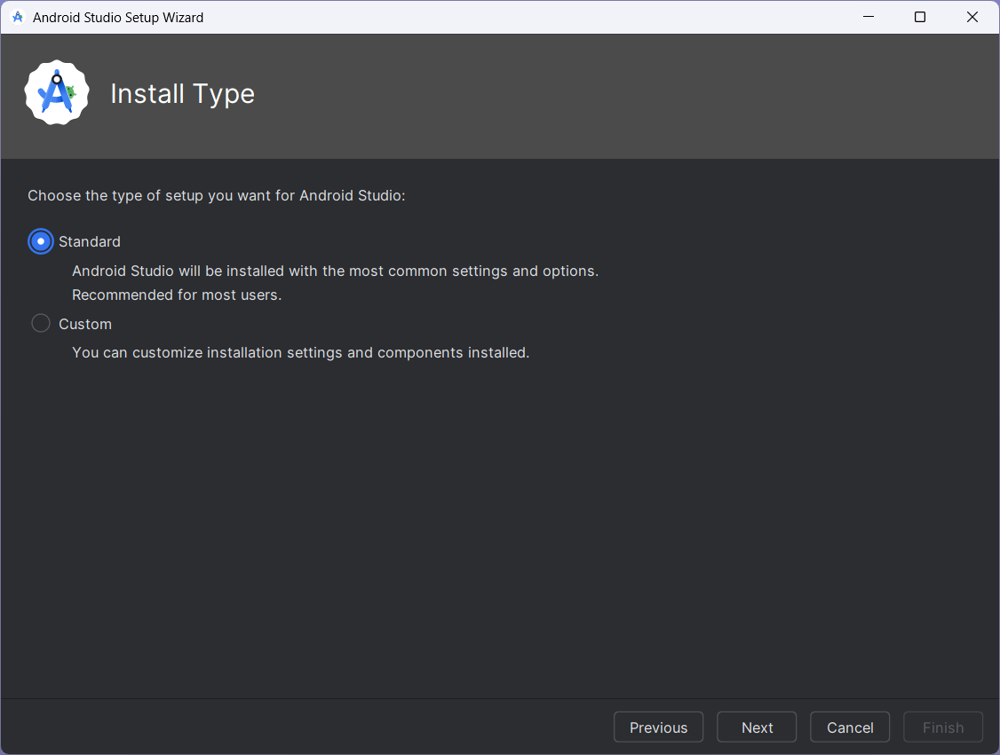 Android Studio Setup Wizard
Install Type
Choose the type of setup you want for Android Studio:
Standard
Android Studio will be installed with the most common settings and options.
Recommended for most users.
Custom
You can customize installation settings and components installed.
Previous Next Cancel Finish